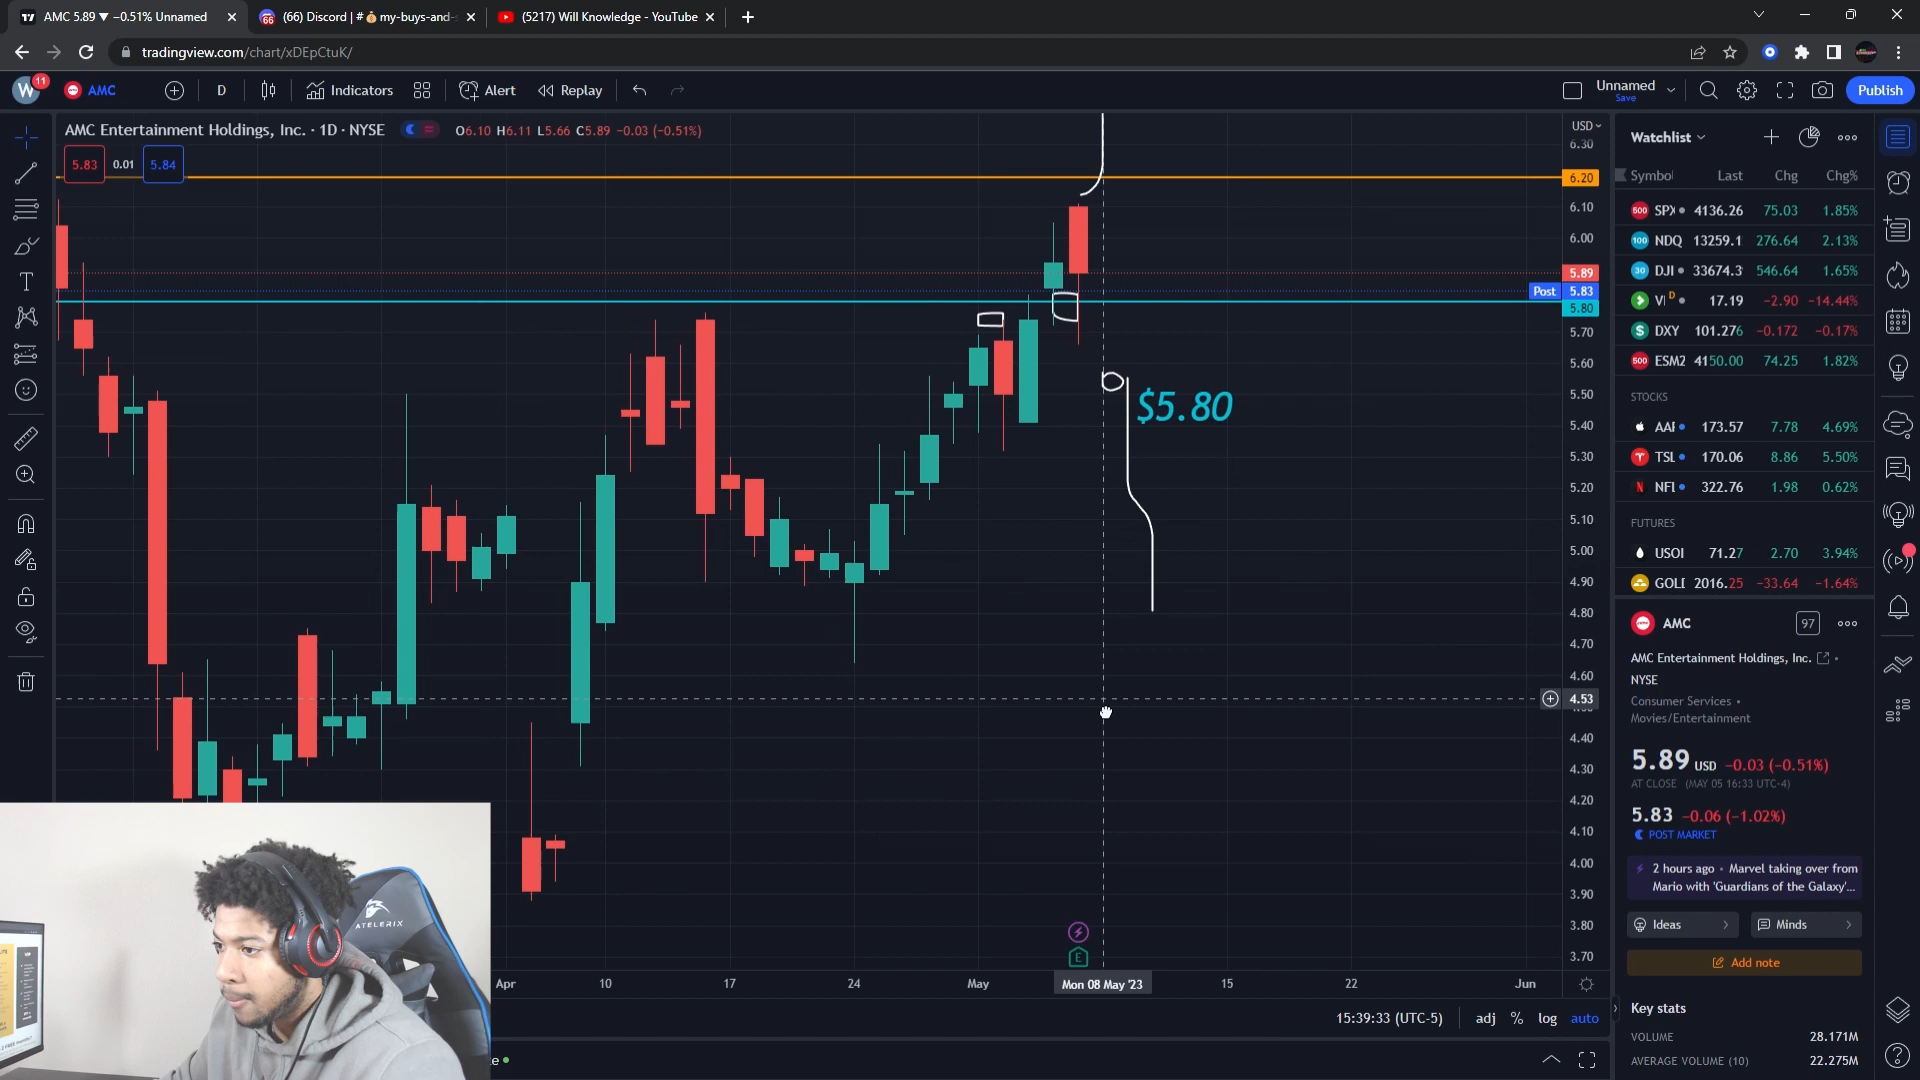 AMC 5.89 ▼ −0.51% Unnamed
(66) Discord | #💰my-buys-and-s
(5217) Will Knowledge - YouTube
tradingview.com/chart/xDEpCtuK/
W 11 AMC D Indicators Alert Replay Unnamed Save Publish
AMC Entertainment Holdings, Inc. · 1D · NYSE O6.10 H6.11 L5.66 C5.89 −0.03 (−0.51%)
5.83 0.01 5.84
USD
6.30
6.20
6.10
6.00
5.89
Post 5.83
5.80
5.70
5.60
5.50
5.40
5.30
5.20
5.10
5.00
4.90
4.80
4.70
4.60
4.53
4.40
4.30
4.20
4.10
4.00
3.90
3.80
3.70
$5.80
E
Apr 10 17 24 May Mon 08 May '23 15 22 Jun
15:39:33 (UTC-5) adj % log auto
ATELERIX
Watchlist
Symbol Last Chg Chg%
500 SPX 4136.26 75.03 1.85%
100 NDQ 13259.1 276.64 2.13%
30 DJI 33674.3 546.64 1.65%
VI D 17.19 −2.90 −14.44%
$ DXY 101.276 −0.172 −0.17%
500 ESM2 4150.00 74.25 1.82%
STOCKS
AAF 173.57 7.78 4.69%
TSL 170.06 8.86 5.50%
N NFL 322.76 1.98 0.62%
FUTURES
USOI 71.27 2.70 3.94%
GOLD 2016.25 −33.64 −1.64%
AMC 97
AMC Entertainment Holdings, Inc.
NYSE
Consumer Services •
Movies/Entertainment
5.89 USD −0.03 (−0.51%)
AT CLOSE (MAY 05 16:33 UTC-4)
5.83 −0.06 (−1.02%)
POST MARKET
2 hours ago • Marvel taking over from
Mario with 'Guardians of the Galaxy'...
Ideas
Minds
Add note
Key stats
VOLUME 28.171M
AVERAGE VOLUME (10) 22.275M